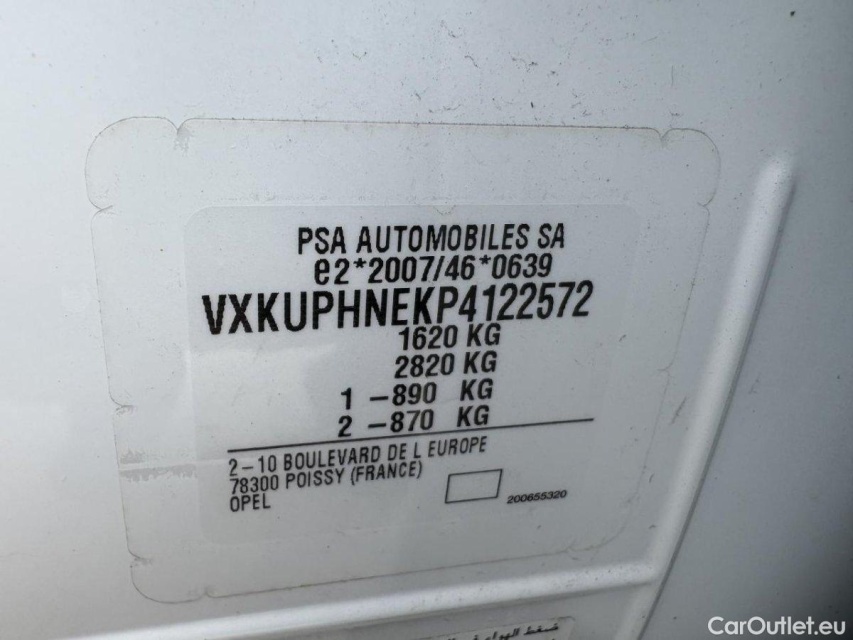 PSA AUTOMOBILES SA
e2*2007/46*0639
VXKUPHNEKP4122572
1620 KG
2820 KG
1 -890 KG
2 -870 KG
2-10 BOULEVARD DE L EUROPE
78300 POISSY (FRANCE)
OPEL
200655320
CarOutlet.eu